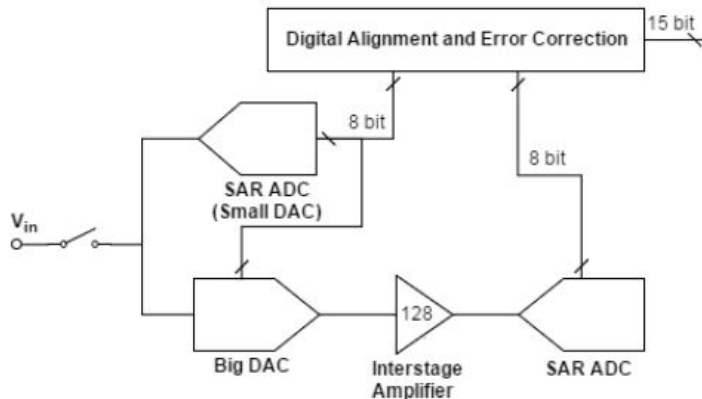 Digital Alignment and Error Correction
15 bit
8 bit
8 bit
SAR ADC
(Small DAC)
Vin
128
Big DAC
Interstage
Amplifier
SAR ADC